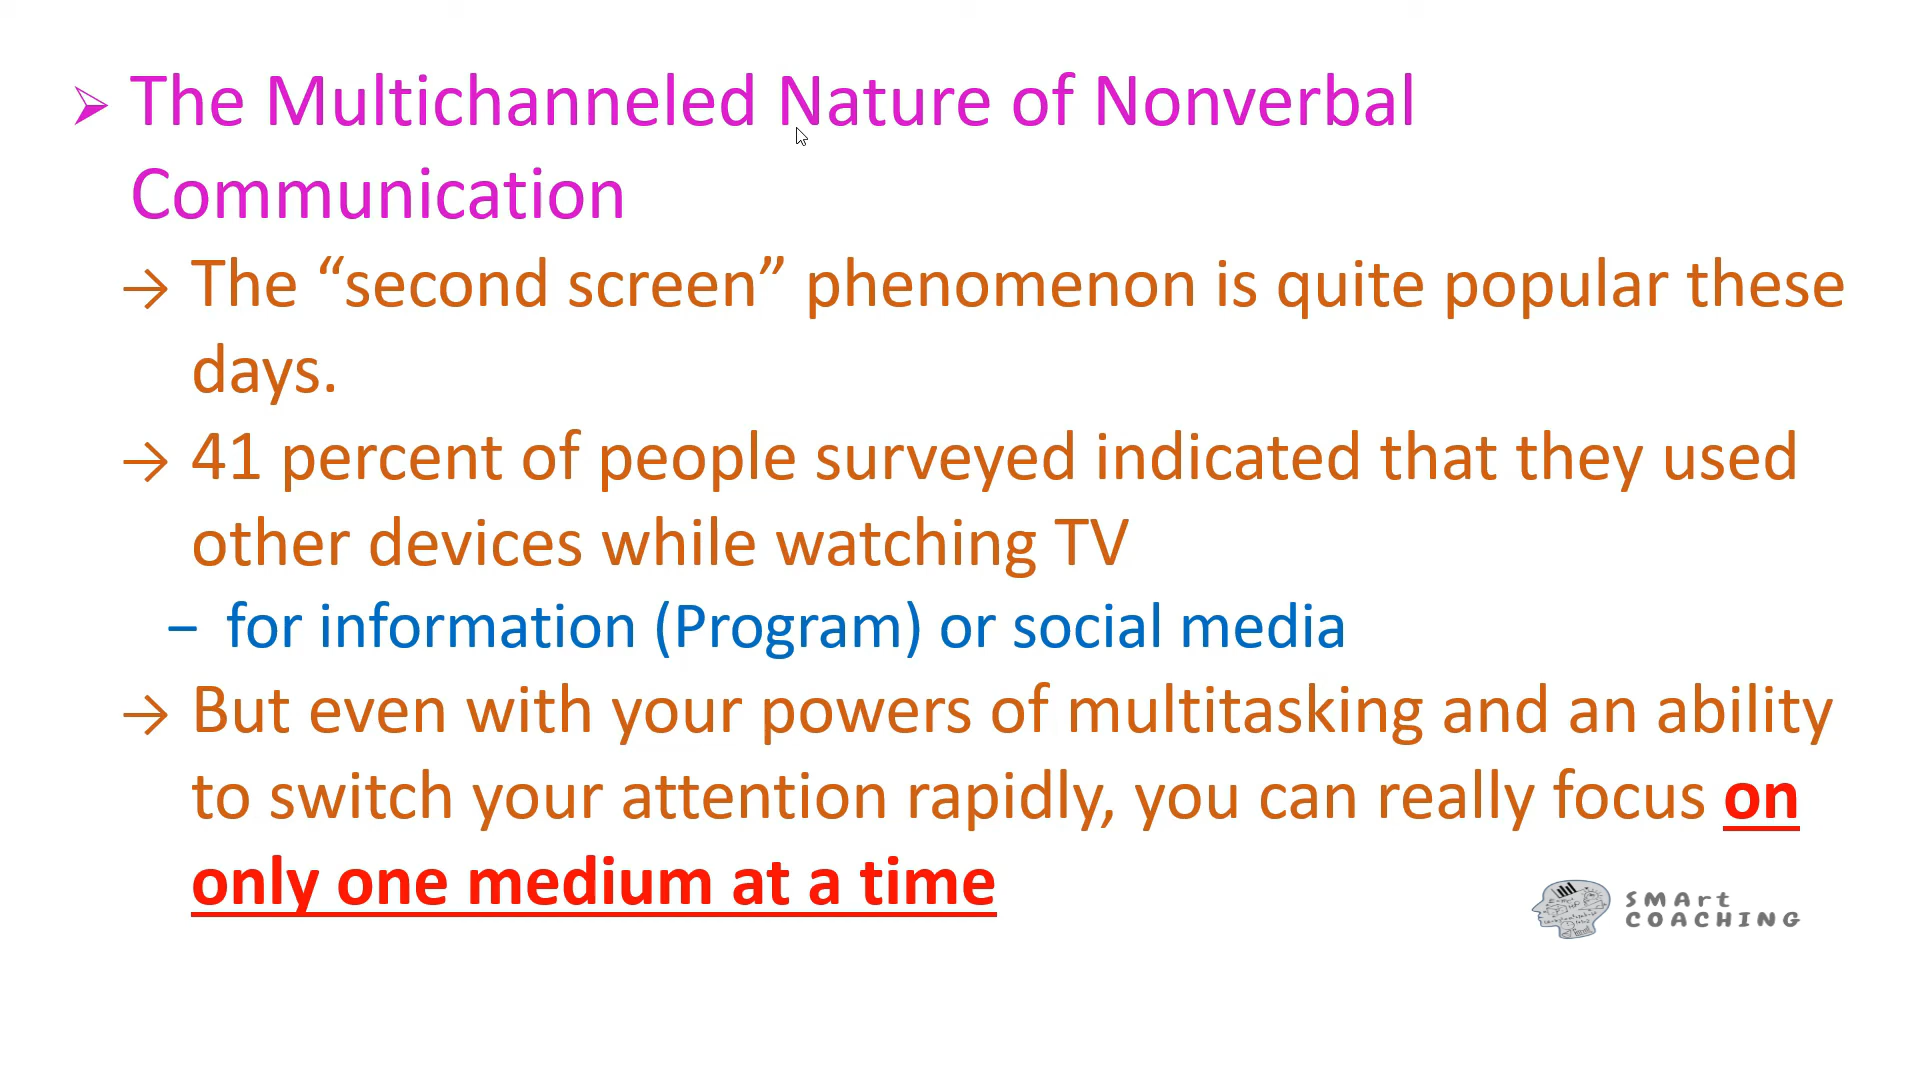 ➢ The Multichanneled Nature of Nonverbal
Communication
→ The “second screen” phenomenon is quite popular these
days.
→ 41 percent of people surveyed indicated that they used
other devices while watching TV
– for information (Program) or social media
→ But even with your powers of multitasking and an ability
to switch your attention rapidly, you can really focus on
only one medium at a time
SMArt
COACHING